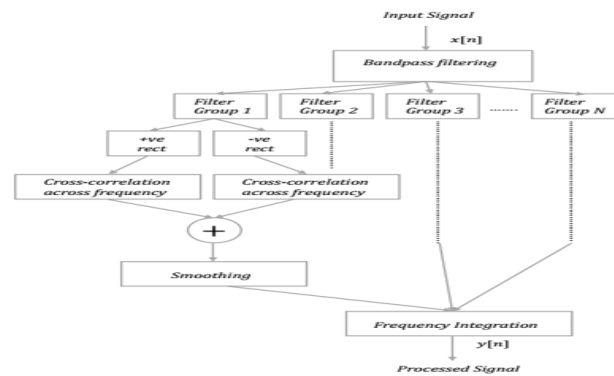 Input Signal
x[n]
Bandpass filtering
Filter Group 1
Filter Group 2
Filter Group 3
Filter Group N
+ve rect
-ve rect
Cross-correlation across frequency
Cross-correlation across frequency
+
Smoothing
Frequency Integration
y[n]
Processed Signal